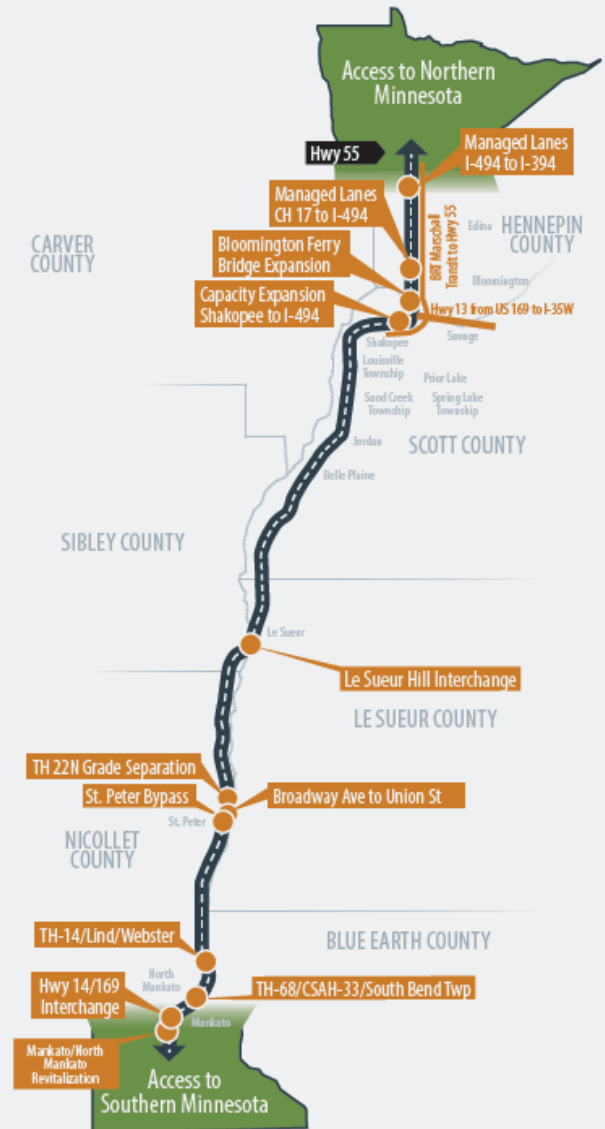 Access to Northern
Minnesota
Hwy 55
Managed Lanes
I-494 to I-394
Managed Lanes
CH 17 to I-494
BRT Marschall
Transit to Hwy 55
Edina
HENNEPIN
COUNTY
CARVER
COUNTY
Bloomington Ferry
Bridge Expansion
Bloomington
Capacity Expansion
Shakopee to I-494
Hwy 13 from US 169 to I-35W
Savage
Shakopee
Louisville
Township
Prior Lake
Sand Creek
Township
Spring Lake
Township
Jordan
SCOTT COUNTY
Belle Plaine
SIBLEY COUNTY
Le Sueur
Le Sueur Hill Interchange
LE SUEUR COUNTY
TH 22N Grade Separation
St. Peter Bypass
Broadway Ave to Union St
St. Peter
NICOLLET
COUNTY
TH-14/Lind/Webster
BLUE EARTH COUNTY
North
Mankato
TH-68/CSAH-33/South Bend Twp
Hwy 14/169
Interchange
Mankato
Mankato/North
Mankato
Revitalization
Access to
Southern Minnesota